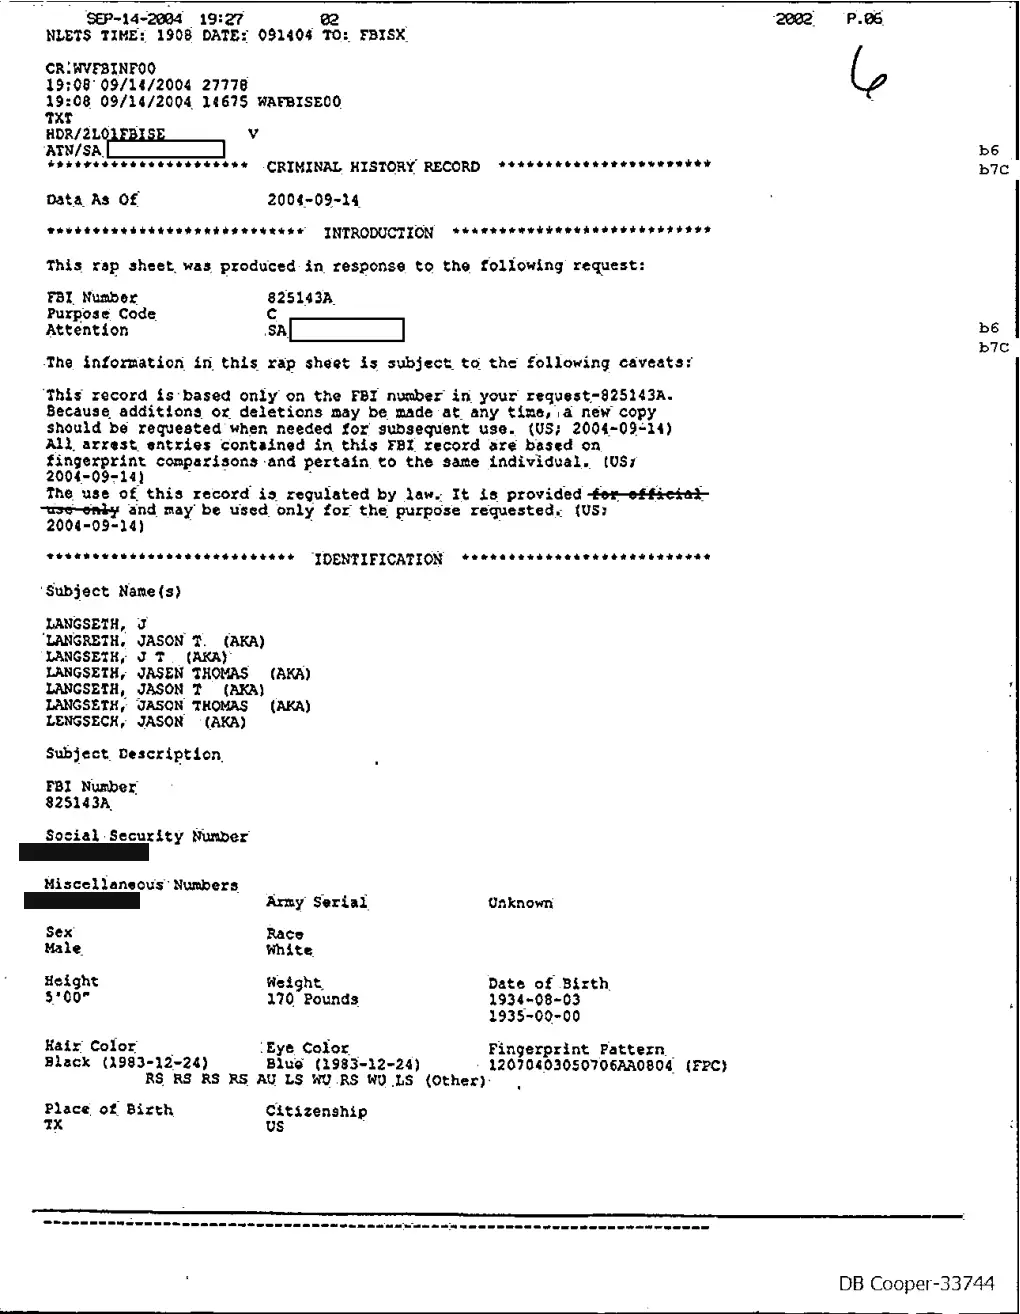 SEP-14-2004 19:27 02 2002 P.06
NLETS TIME: 1908 DATE: 091404 TO: FBISX
6
CR.WVFBINF00
19:08 09/14/2004 27778
19:08 09/14/2004 14675 WAFBISE00
TXT
HDR/2L01FBISE V
ATN/SA
b6
b7C
************************ CRIMINAL HISTORY RECORD ************************
Data As Of 2004-09-14
***************************** INTRODUCTION *****************************
This rap sheet was produced in response to the following request:
FBI Number 825143A
Purpose Code C
Attention SA
b6
b7C
The information in this rap sheet is subject to the following caveats:
This record is based only on the FBI number in your request-825143A.
Because additions or deletions may be made at any time, a new copy
should be requested when needed for subsequent use. (US; 2004-09-14)
All arrest entries contained in this FBI record are based on
fingerprint comparisons and pertain to the same individual. (US;
2004-09-14)
The use of this record is regulated by law. It is provided for official
use only and may be used only for the purpose requested. (US;
2004-09-14)
**************************** IDENTIFICATION ****************************
Subject Name(s)
LANGSETH, J
LANGRETH, JASON T. (AKA)
LANGSETH, J T (AKA)
LANGSETH, JASEN THOMAS (AKA)
LANGSETH, JASON T (AKA)
LANGSETH, JASON THOMAS (AKA)
LENGSECH, JASON (AKA)
Subject Description
FBI Number
825143A
Social Security Number
Miscellaneous Numbers
Army Serial Unknown
Sex Race
Male White
Height Weight Date of Birth
5'00" 170 Pounds 1934-08-03
1935-00-00
Hair Color Eye Color Fingerprint Pattern
Black (1983-12-24) Blue (1983-12-24) 12070403050706AA0804 (FPC)
RS RS RS RS AU LS WU RS WU LS (Other)
Place of Birth Citizenship
TX US
DB Cooper-33744